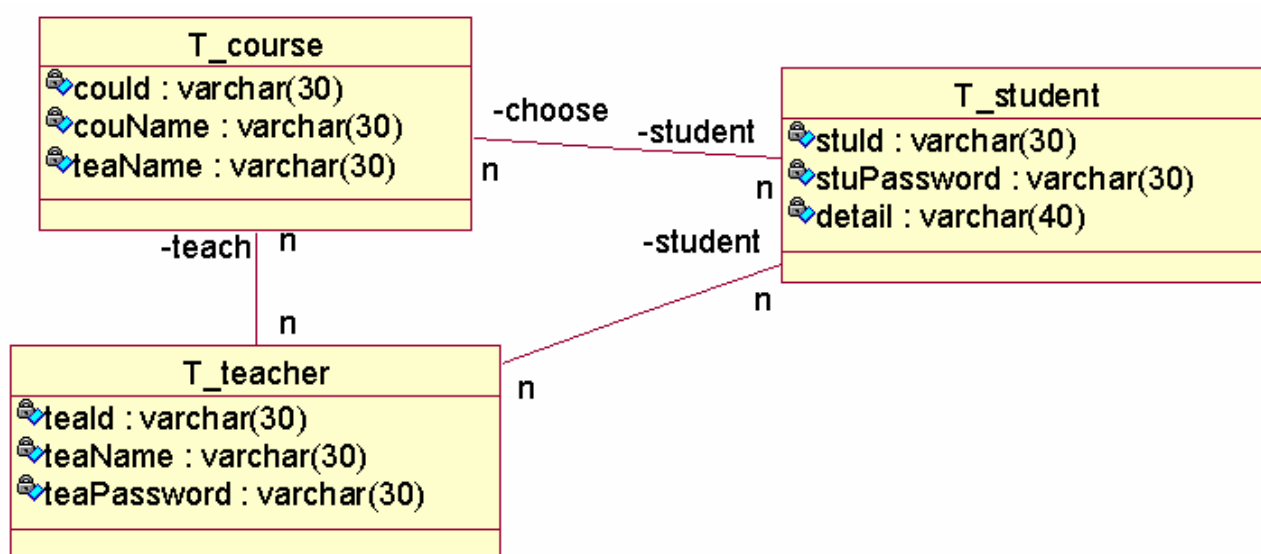 T_course
couId : varchar(30)
couName : varchar(30)
teaName : varchar(30)
-choose
-student
n
n
T_student
stuId : varchar(30)
stuPassword : varchar(30)
detail : varchar(40)
-teach
n
n
-student
n
n
T_teacher
teaId : varchar(30)
teaName : varchar(30)
teaPassword : varchar(30)